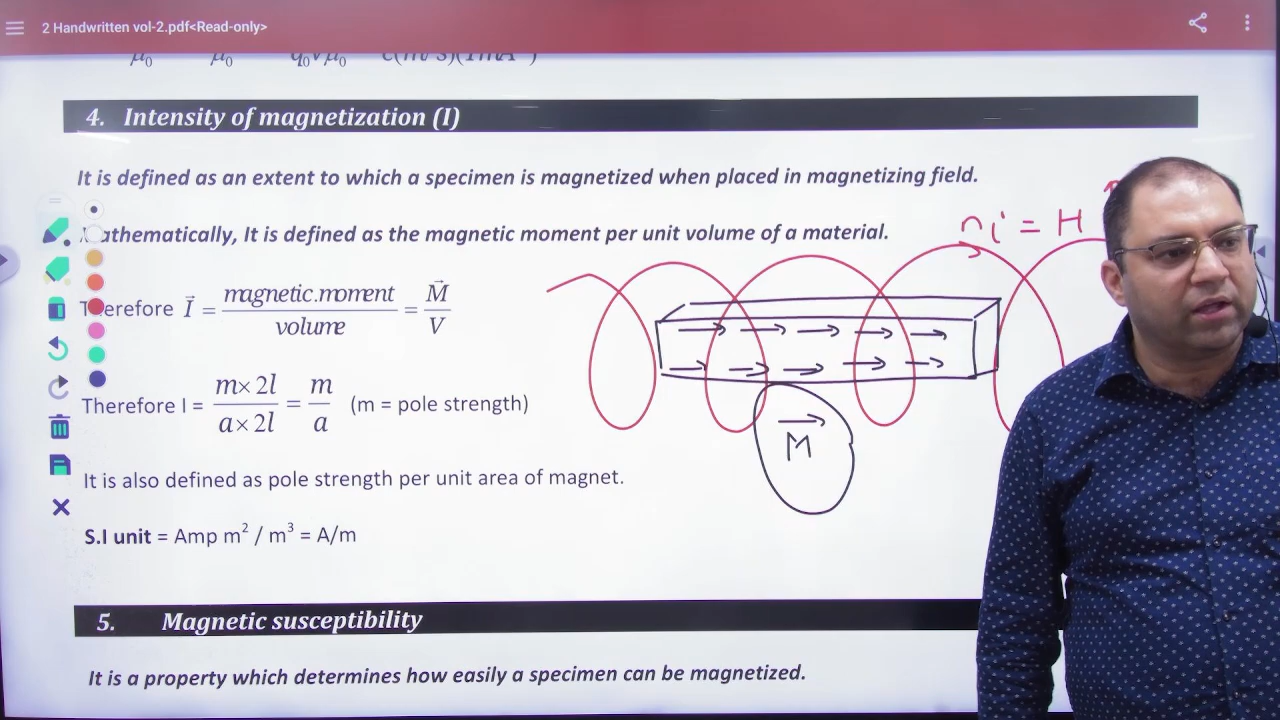 2 Handwritten vol-2.pdf<Read-only>
μ₀ μ₀ q₀vμ₀
4. Intensity of magnetization (I)
It is defined as an extent to which a specimen is magnetized when placed in magnetizing field.
athematically, It is defined as the magnetic moment per unit volume of a material.
ni = H
Therefore I⃗ = magnetic.moment / volume = M⃗ / V
Therefore I = m× 2l / a× 2l = m / a (m = pole strength)
M⃗
It is also defined as pole strength per unit area of magnet.
S.I unit = Amp m² / m³ = A/m
5. Magnetic susceptibility
It is a property which determines how easily a specimen can be magnetized.